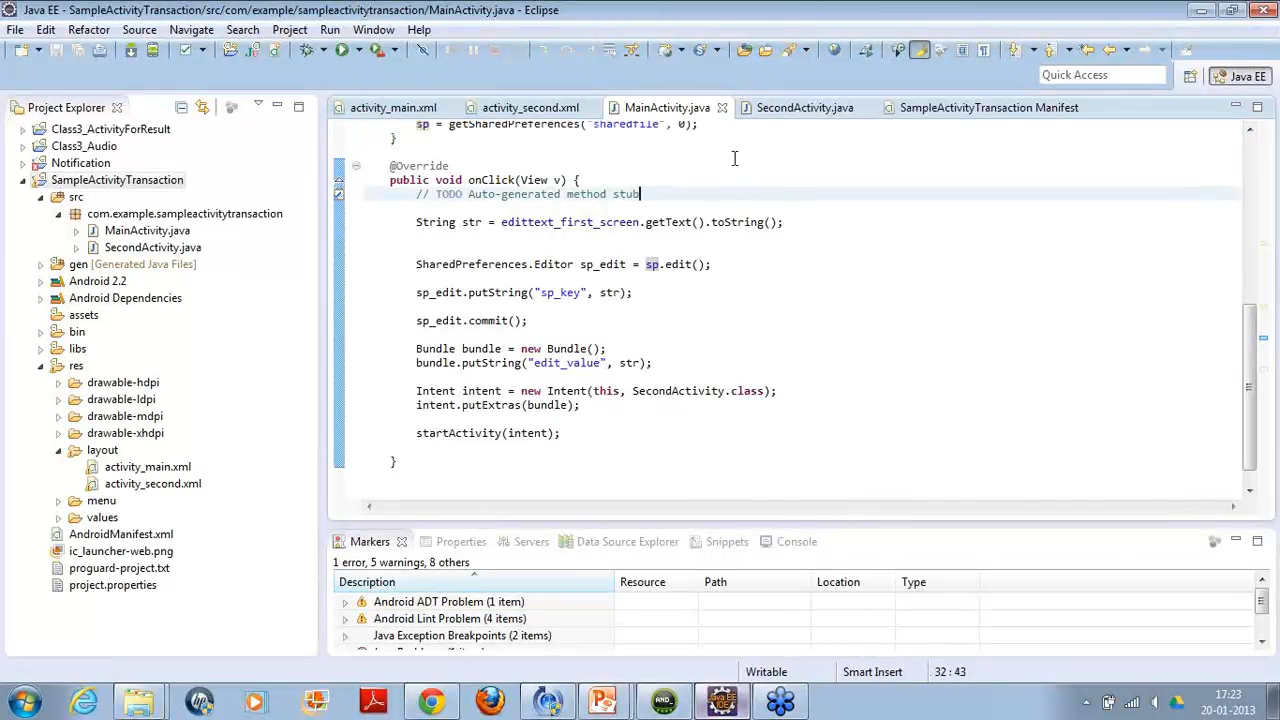 Java EE - SampleActivityTransaction/src/com/example/sampleactivitytransaction/MainActivity.java - Eclipse
File Edit Refactor Source Navigate Search Project Run Window Help
Quick Access
Java EE
Project Explorer
activity_main.xml
activity_second.xml
MainActivity.java
SecondActivity.java
SampleActivityTransaction Manifest
Class3_ActivityForResult
Class3_Audio
Notification
SampleActivityTransaction
src
com.example.sampleactivitytransaction
MainActivity.java
SecondActivity.java
gen [Generated Java Files]
Android 2.2
Android Dependencies
assets
bin
libs
res
drawable-hdpi
drawable-ldpi
drawable-mdpi
drawable-xhdpi
layout
activity_main.xml
activity_second.xml
menu
values
AndroidManifest.xml
ic_launcher-web.png
proguard-project.txt
project.properties
sp = getSharedPreferences("sharedfile", 0);
}
@Override
public void onClick(View v) {
// TODO Auto-generated method stub
String str = edittext_first_screen.getText().toString();
SharedPreferences.Editor sp_edit = sp.edit();
sp_edit.putString("sp_key", str);
sp_edit.commit();
Bundle bundle = new Bundle();
bundle.putString("edit_value", str);
Intent intent = new Intent(this, SecondActivity.class);
intent.putExtras(bundle);
startActivity(intent);
}
Markers
Properties
Servers
Data Source Explorer
Snippets
Console
1 error, 5 warnings, 8 others
Description Resource Path Location Type
Android ADT Problem (1 item)
Android Lint Problem (4 items)
Java Exception Breakpoints (2 items)
Writable
Smart Insert
32 : 43
17:23
20-01-2013